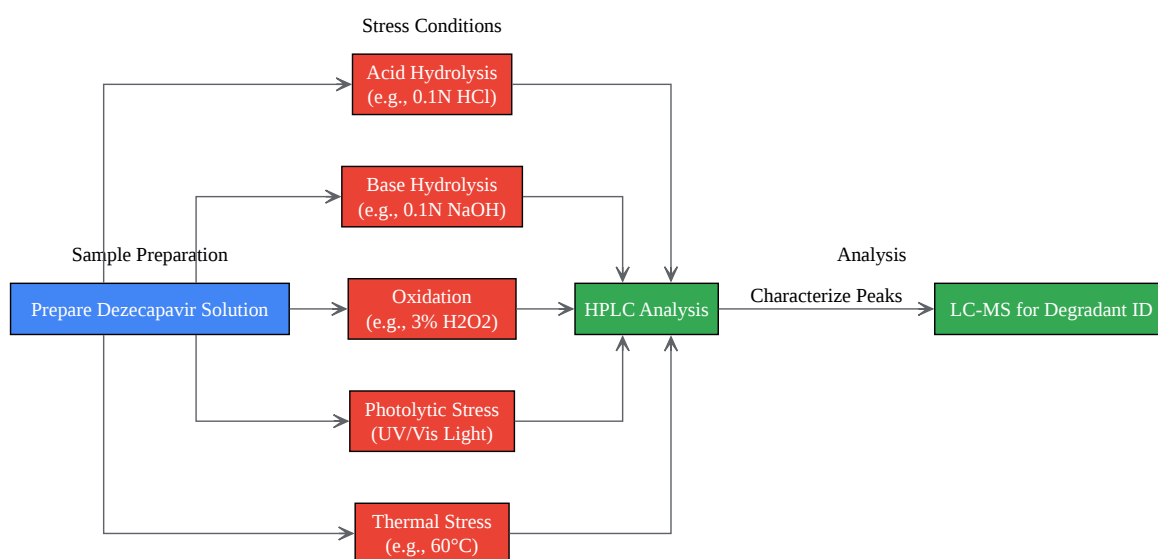 Stress Conditions
Acid Hydrolysis
(e.g., 0.1N HCl)
Base Hydrolysis
(e.g., 0.1N NaOH)
Sample Preparation
Prepare Dezecapavir Solution
Oxidation
(e.g., 3% H2O2)
HPLC Analysis
Analysis
Characterize Peaks
LC-MS for Degradant ID
Photolytic Stress
(UV/Vis Light)
Thermal Stress
(e.g., 60°C)